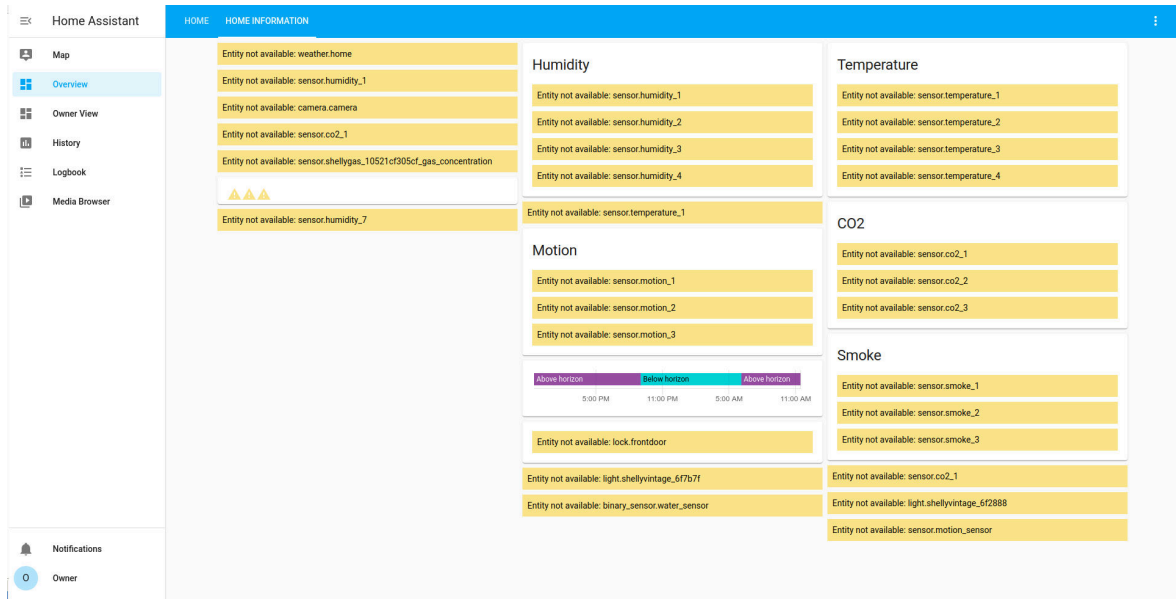 Home Assistant
Map
Overview
Owner View
History
Logbook
Media Browser
Notifications
O
Owner
HOME
HOME INFORMATION
Entity not available: weather.home
Entity not available: sensor.humidity_1
Entity not available: camera.camera
Entity not available: sensor.co2_1
Entity not available: sensor.shellygas_10521cf305cf_gas_concentration
Entity not available: sensor.humidity_7
Humidity
Entity not available: sensor.humidity_1
Entity not available: sensor.humidity_2
Entity not available: sensor.humidity_3
Entity not available: sensor.humidity_4
Entity not available: sensor.temperature_1
Motion
Entity not available: sensor.motion_1
Entity not available: sensor.motion_2
Entity not available: sensor.motion_3
Above horizon Below horizon Above horizon
5:00 PM 11:00 PM 5:00 AM 11:00 AM
Entity not available: lock.frontdoor
Entity not available: light.shellyvintage_6f7b7f
Entity not available: binary_sensor.water_sensor
Temperature
Entity not available: sensor.temperature_1
Entity not available: sensor.temperature_2
Entity not available: sensor.temperature_3
Entity not available: sensor.temperature_4
CO2
Entity not available: sensor.co2_1
Entity not available: sensor.co2_2
Entity not available: sensor.co2_3
Smoke
Entity not available: sensor.smoke_1
Entity not available: sensor.smoke_2
Entity not available: sensor.smoke_3
Entity not available: sensor.co2_1
Entity not available: light.shellyvintage_6f2888
Entity not available: sensor.motion_sensor